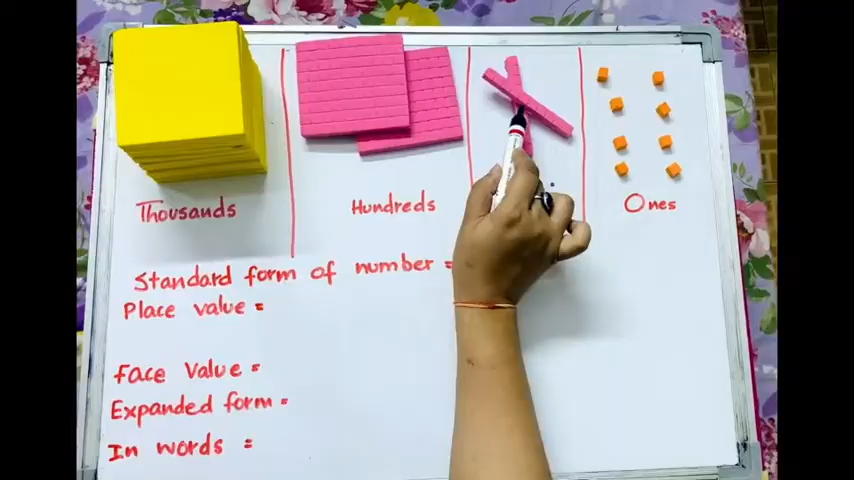 Thousands Hundreds Ones
Standard form of number =
Place value =
Face Value =
Expanded form =
In words =